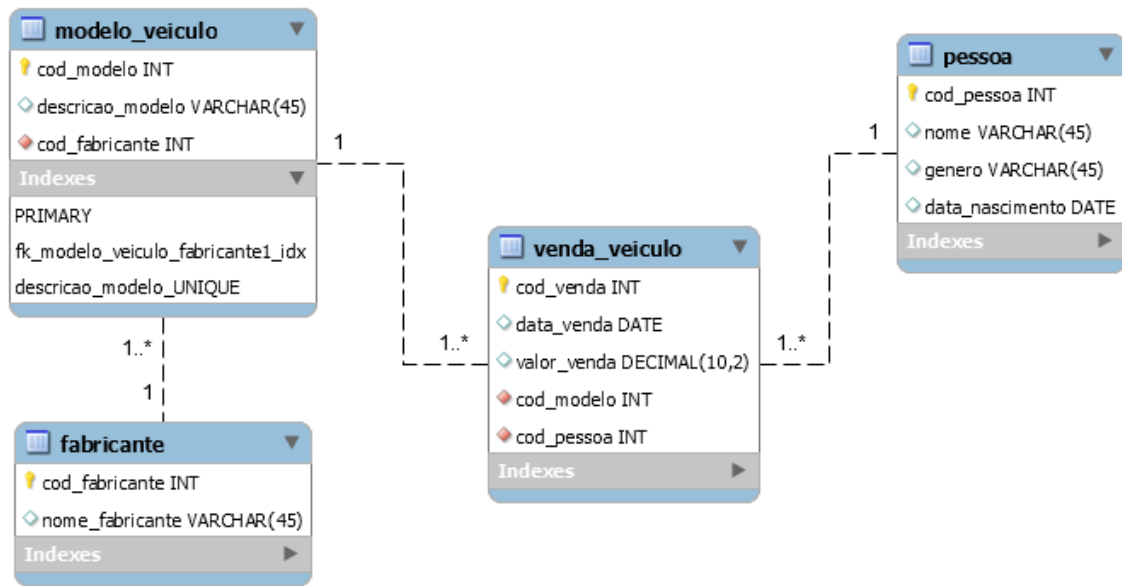 modelo_veiculo
cod_modelo INT
descricao_modelo VARCHAR(45)
cod_fabricante INT
Indexes
PRIMARY
fk_modelo_veiculo_fabricante1_idx
descricao_modelo_UNIQUE
1
1..*
1
fabricante
cod_fabricante INT
nome_fabricante VARCHAR(45)
Indexes
1..*
venda_veiculo
cod_venda INT
data_venda DATE
valor_venda DECIMAL(10,2)
cod_modelo INT
cod_pessoa INT
Indexes
1..*
1
pessoa
cod_pessoa INT
nome VARCHAR(45)
genero VARCHAR(45)
data_nascimento DATE
Indexes